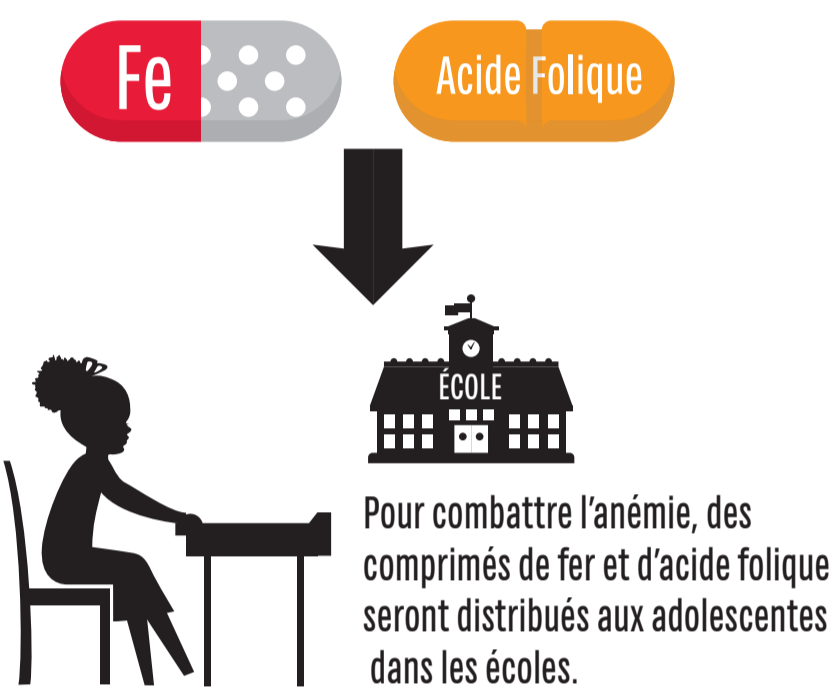 Fe
Acide Folique
ÉCOLE
Pour combattre l’anémie, des
comprimés de fer et d’acide folique
seront distribués aux adolescentes
dans les écoles.